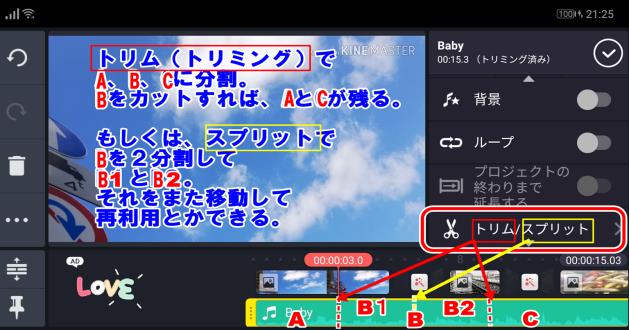 100
21:25
KINEMASTER
トリム（トリミング）で
A、B、Cに分割。
Bをカットすれば、AとCが残る。
もしくは、スプリットで
Bを２分割して
B1とB2。
それをまた移動して
再利用とかできる。
Baby
00:15.3 （トリミング済み）
背景
ループ
プロジェクトの
終わりまで
延長する
トリム/スプリット
AD
LOVE
00:00:03.0
8
00:00:15.03
Baby
A
B1
B
B2
C